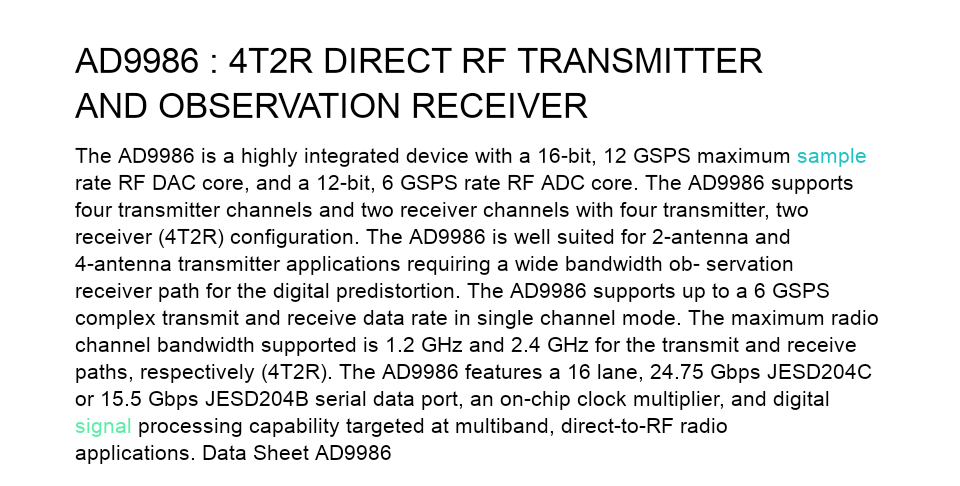 AD9986 : 4T2R DIRECT RF TRANSMITTER
AND OBSERVATION RECEIVER
The AD9986 is a highly integrated device with a 16-bit, 12 GSPS maximum sample
rate RF DAC core, and a 12-bit, 6 GSPS rate RF ADC core. The AD9986 supports
four transmitter channels and two receiver channels with four transmitter, two
receiver (4T2R) configuration. The AD9986 is well suited for 2-antenna and
4-antenna transmitter applications requiring a wide bandwidth ob- servation
receiver path for the digital predistortion. The AD9986 supports up to a 6 GSPS
complex transmit and receive data rate in single channel mode. The maximum radio
channel bandwidth supported is 1.2 GHz and 2.4 GHz for the transmit and receive
paths, respectively (4T2R). The AD9986 features a 16 lane, 24.75 Gbps JESD204C
or 15.5 Gbps JESD204B serial data port, an on-chip clock multiplier, and digital
signal processing capability targeted at multiband, direct-to-RF radio
applications. Data Sheet AD9986